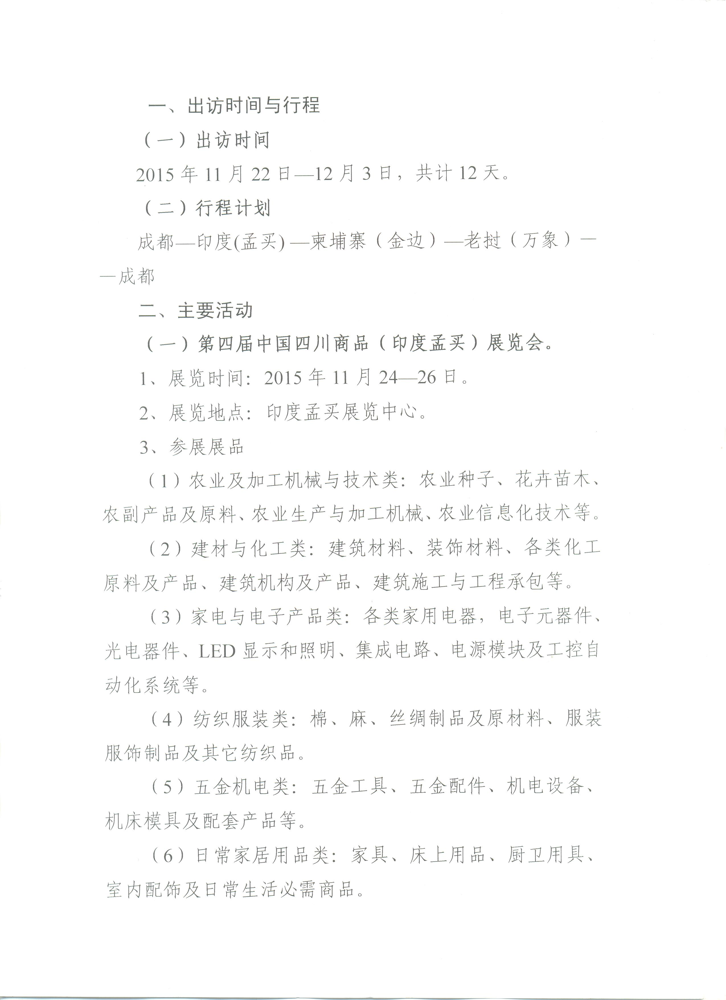 一、出访时间与行程
（一）出访时间
2015 年 11 月 22 日—12 月 3 日，共计 12 天。
（二）行程计划
成都—印度(孟买)—柬埔寨（金边）—老挝（万象）—
—成都
二、主要活动
（一）第四届中国四川商品（印度孟买）展览会。
1、展览时间：2015 年 11 月 24—26 日。
2、展览地点：印度孟买展览中心。
3、参展展品
（1）农业及加工机械与技术类：农业种子、花卉苗木、
农副产品及原料、农业生产与加工机械、农业信息化技术等。
（2）建材与化工类：建筑材料、装饰材料、各类化工
原料及产品、建筑机构及产品、建筑施工与工程承包等。
（3）家电与电子产品类：各类家用电器，电子元器件、
光电器件、LED 显示和照明、集成电路、电源模块及工控自
动化系统等。
（4）纺织服装类：棉、麻、丝绸制品及原材料、服装
服饰制品及其它纺织品。
（5）五金机电类：五金工具、五金配件、机电设备、
机床模具及配套产品等。
（6）日常家居用品类：家具、床上用品、厨卫用具、
室内配饰及日常生活必需商品。